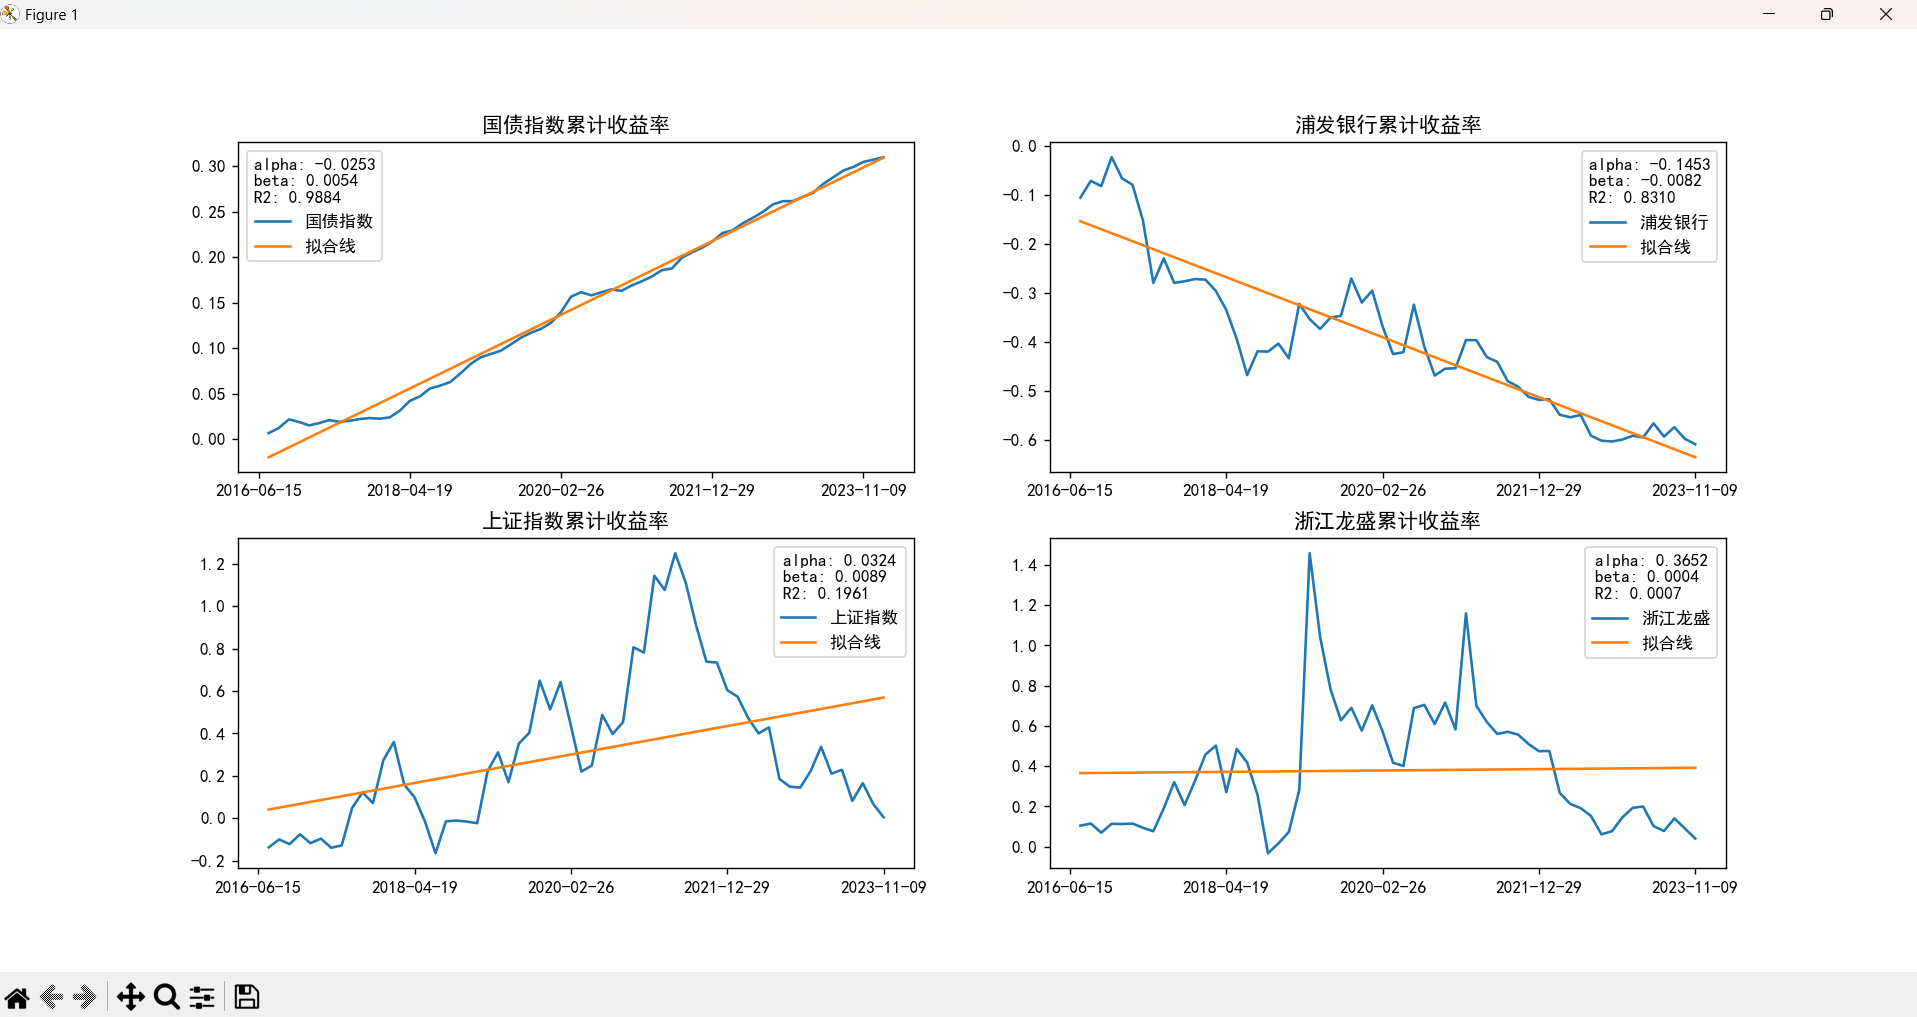 Figure 1
国债指数累计收益率
alpha: -0.0253
beta: 0.0054
R2: 0.9884
国债指数
拟合线
0.30
0.25
0.20
0.15
0.10
0.05
0.00
2016-06-15 2018-04-19 2020-02-26 2021-12-29 2023-11-09
浦发银行累计收益率
alpha: -0.1453
beta: -0.0082
R2: 0.8310
浦发银行
拟合线
0.0
-0.1
-0.2
-0.3
-0.4
-0.5
-0.6
2016-06-15 2018-04-19 2020-02-26 2021-12-29 2023-11-09
上证指数累计收益率
alpha: 0.0324
beta: 0.0089
R2: 0.1961
上证指数
拟合线
1.2
1.0
0.8
0.6
0.4
0.2
0.0
-0.2
2016-06-15 2018-04-19 2020-02-26 2021-12-29 2023-11-09
浙江龙盛累计收益率
alpha: 0.3652
beta: 0.0004
R2: 0.0007
浙江龙盛
拟合线
1.4
1.2
1.0
0.8
0.6
0.4
0.2
0.0
2016-06-15 2018-04-19 2020-02-26 2021-12-29 2023-11-09